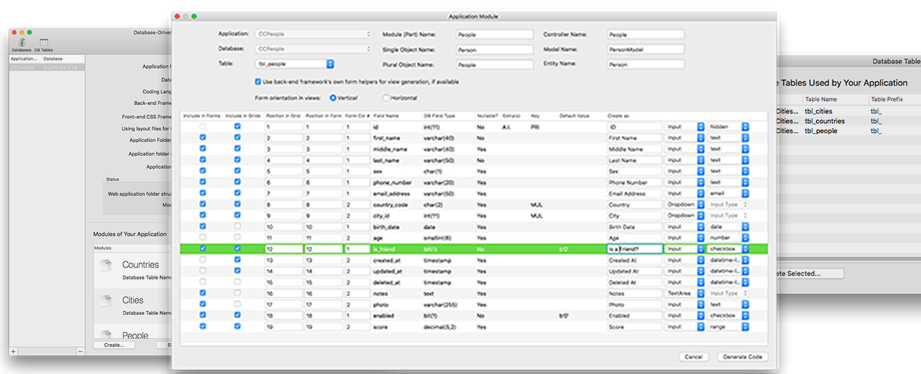 Application Module
Database-Driven
Databases DB Tables
Application... Database
CCPeople
Application:
CCPeople
Module (Part) Name:
People
Controller Name:
People
Database:
CCPeople
Single Object Name:
Person
Model Name:
PersonModel
Table:
tbl_people
Plural Object Name:
People
Entity Name:
Person
Use back-end framework's own form helpers for view generation, if available
Form orientation in views: Vertical Horizontal
Include in Forms Include in Grids Position in Grid Position in Form Form Col # Field Name DB Field Type Nullable? Extra(s) Key Default Value Create as
1 1 1 id int(11) No A.I. PRI ID Input hidden
2 2 1 first_name varchar(40) No First Name Input text
3 3 2 middle_name varchar(40) Yes Middle Name Input text
4 4 1 last_name varchar(50) No Last Name Input text
5 5 1 sex char(1) Yes Sex Input text
6 6 1 phone_number varchar(20) Yes Phone Number Input text
7 7 2 email_address varchar(50) Yes Email Address Input email
8 8 2 country_code char(2) Yes MUL Country Dropdown Input Type
9 9 2 city_id int(11) Yes MUL City Dropdown Input Type
10 10 1 birth_date date Yes Birth Date Input date
11 11 2 age smallint(6) Yes Age Input number
12 12 1 is_friend bit(1) No b'0' Is a Friend? Input checkbox
13 13 2 created_at timestamp Yes Created At Input datetime-l...
14 14 2 updated_at timestamp Yes Updated At Input datetime-l...
15 15 2 deleted_at timestamp Yes Deleted At Input datetime-l...
16 16 2 notes text Yes Notes TextArea Input Type
17 17 2 photo varchar(255) Yes Photo Input text
18 18 1 enabled bit(1) No b'0' Enabled Input checkbox
19 19 2 score decimal(5,2) Yes Score Input range
Cancel Generate Code
Application
Coding Lang
Back-end Fram
Front-end CSS Fram
Using layout files for
Application Folder
Application folder
Application
Status
Web application folder struc
Mod
Modules of Your Application
Modules
Countries
Database Table Name
Cities
Database Table Name
People
Database Table Name
Create...
Database Table
Tables Used by Your Application
Table Name Table Prefix
Cities... tbl_cities tbl_
Countries... tbl_countries tbl_
People... tbl_people tbl_
ete Selected...